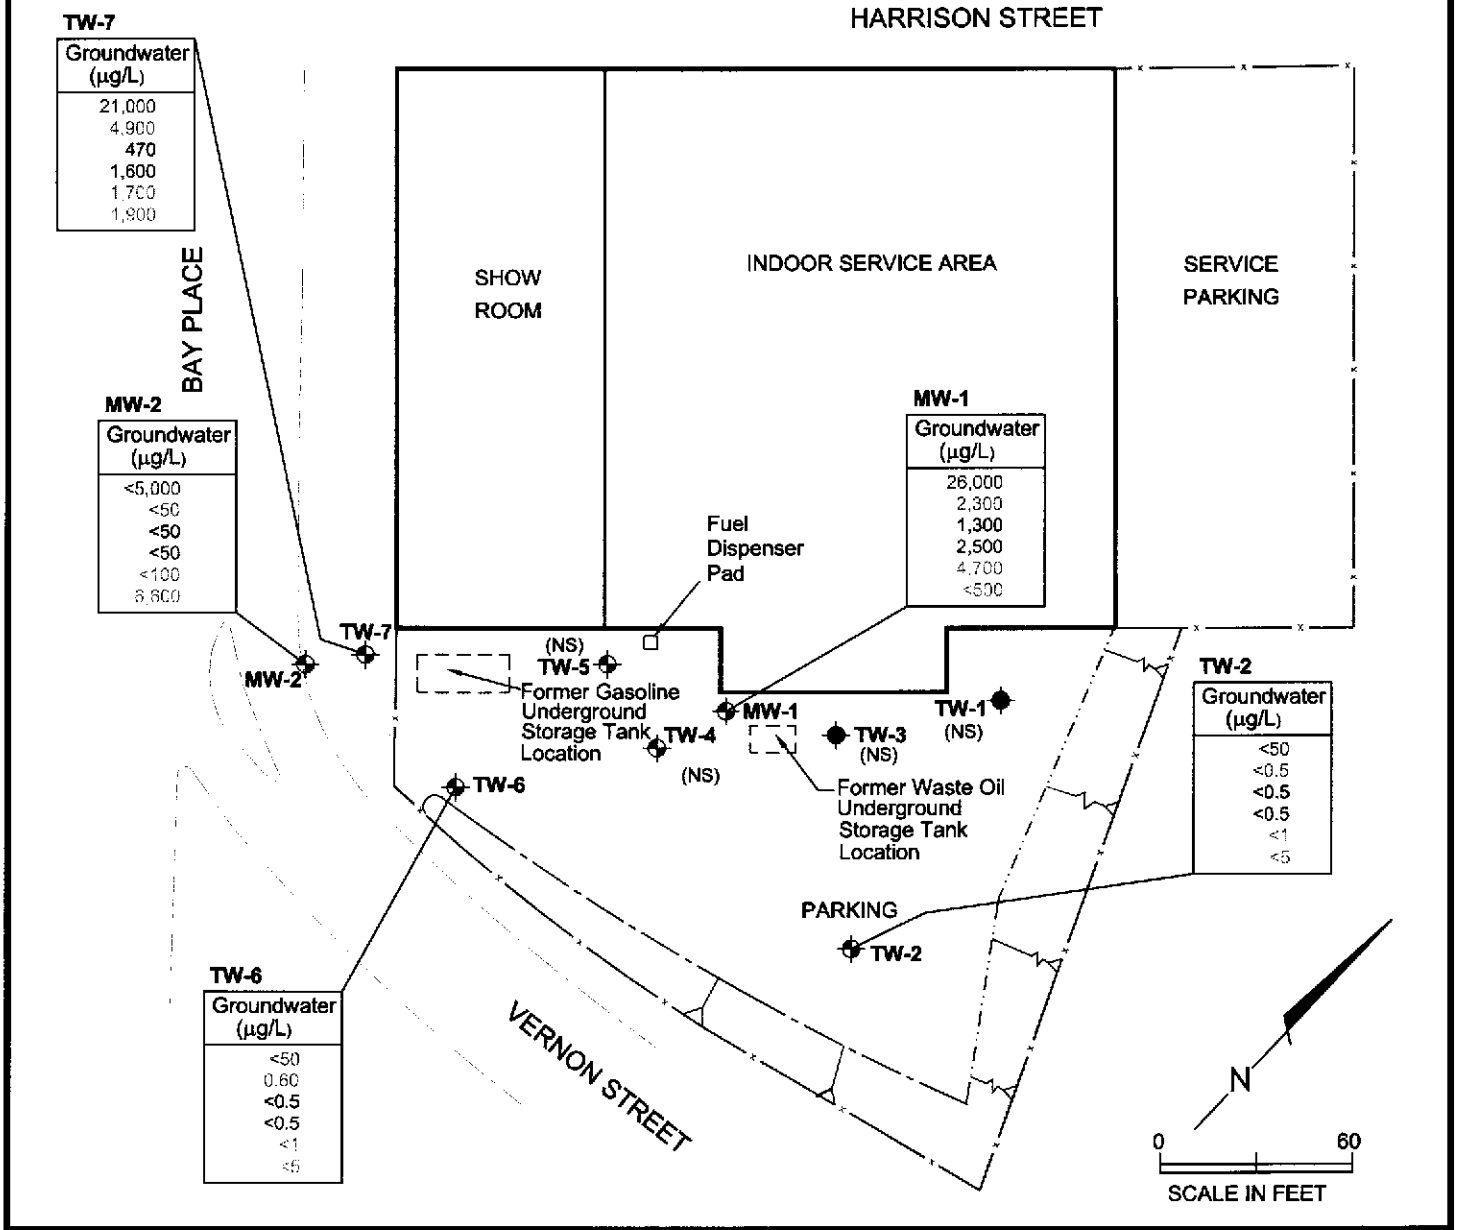 HARRISON STREET
TW-7
Groundwater
(µg/L)
21,000
4,900
470
1,600
1,700
1,900
BAY PLACE
SHOW
ROOM
INDOOR SERVICE AREA
SERVICE
PARKING
MW-2
Groundwater
(µg/L)
<5,000
<50
<50
<50
<100
MW-1
Groundwater
(µg/L)
26,000
2,300
1,300
2,500
4,700
<500
Fuel
Dispenser
Pad
TW-7
MW-2
(NS)
TW-5
Former Gasoline
Underground
Storage Tank
Location
TW-4
(NS)
MW-1
TW-3
(NS)
TW-1
(NS)
Former Waste Oil
Underground
Storage Tank
Location
TW-6
TW-2
Groundwater
(µg/L)
<50
<0.5
<0.5
<0.5
<1
<5
PARKING
TW-2
TW-6
Groundwater
(µg/L)
<50
0.60
<0.5
<0.5
<1
<5
VERNON STREET
N
0 60
SCALE IN FEET